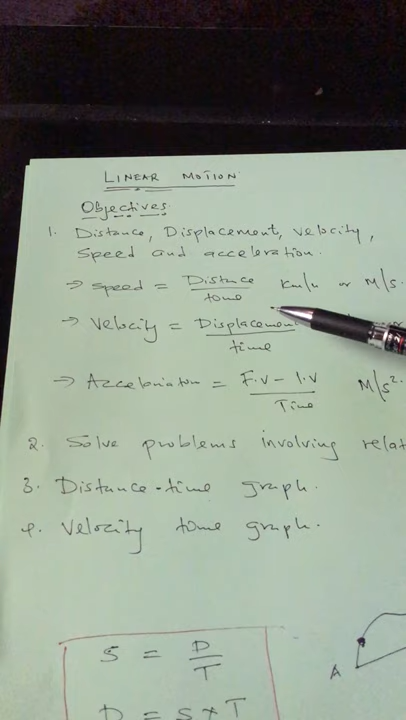 LINEAR MOTION
Objectives.
1. Distance, Displacement, velocity,
Speed and acceleration.
→ Speed = Distance / time Km/h or M/s.
→ Velocity = Displacement / time
→ Acceleration = F.V - I.V / Time M/s².
2. Solve problems involving
3. Distance-time graph.
4. Velocity time graph.
S = D / T
D = S × T
A